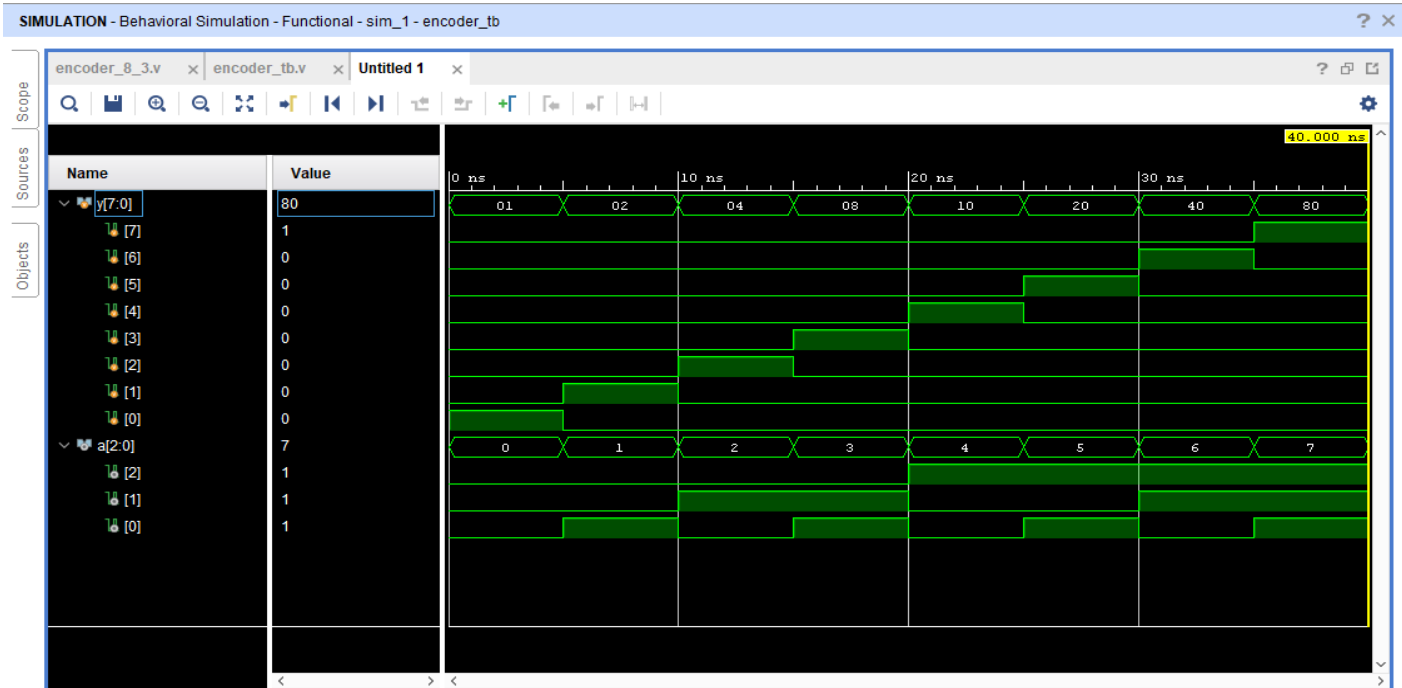 SIMULATION - Behavioral Simulation - Functional - sim_1 - encoder_tb
Scope
Sources
Objects
encoder_8_3.v
encoder_tb.v
Untitled 1
40.000 ns
Name Value
0 ns 10 ns 20 ns 30 ns
y[7:0] 80 01 02 04 08 10 20 40 80
[7] 1
[6] 0
[5] 0
[4] 0
[3] 0
[2] 0
[1] 0
[0] 0
a[2:0] 7 0 1 2 3 4 5 6 7
[2] 1
[1] 1
[0] 1